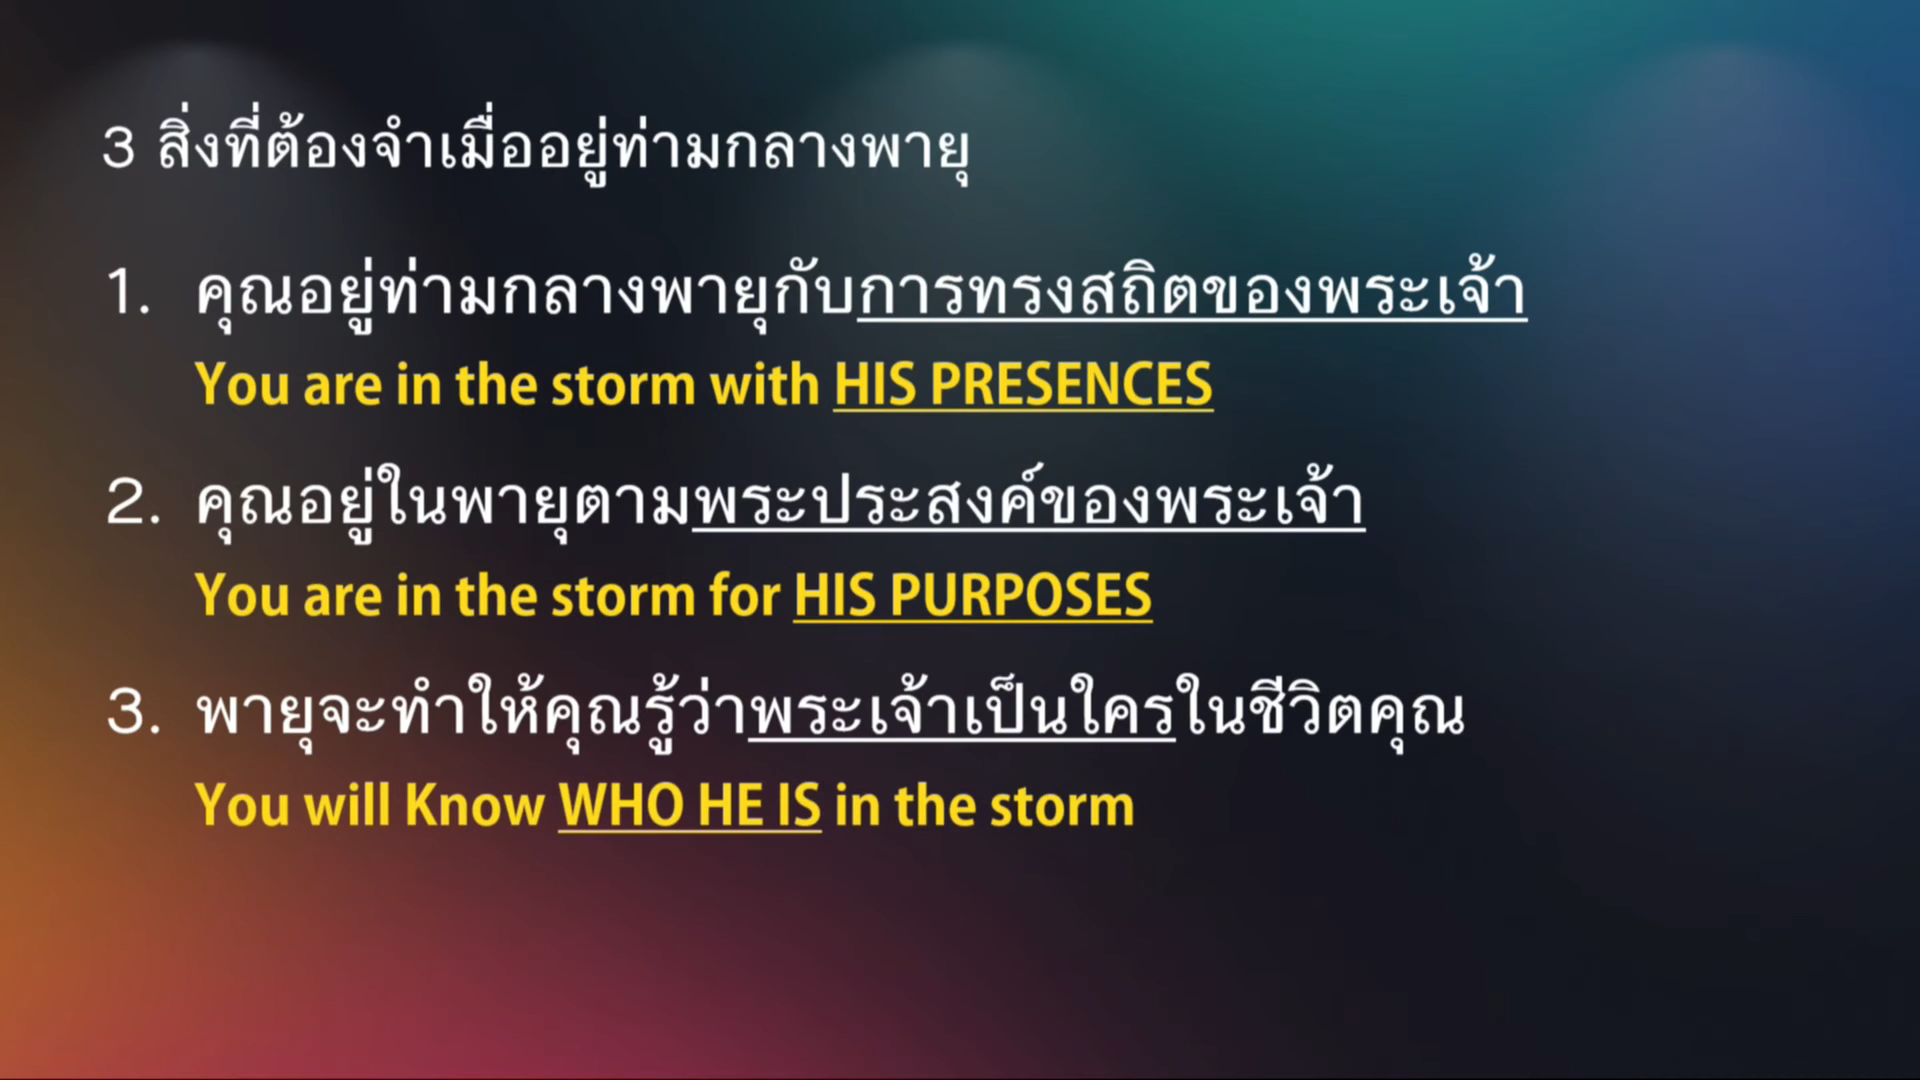 3 สิ่งที่ต้องจำเมื่ออยู่ท่ามกลางพายุ
1. คุณอยู่ท่ามกลางพายุกับการทรงสถิตของพระเจ้า
You are in the storm with HIS PRESENCES
2. คุณอยู่ในพายุตามพระประสงค์ของพระเจ้า
You are in the storm for HIS PURPOSES
3. พายุจะทำให้คุณรู้ว่าพระเจ้าเป็นใครในชีวิตคุณ
You will Know WHO HE IS in the storm